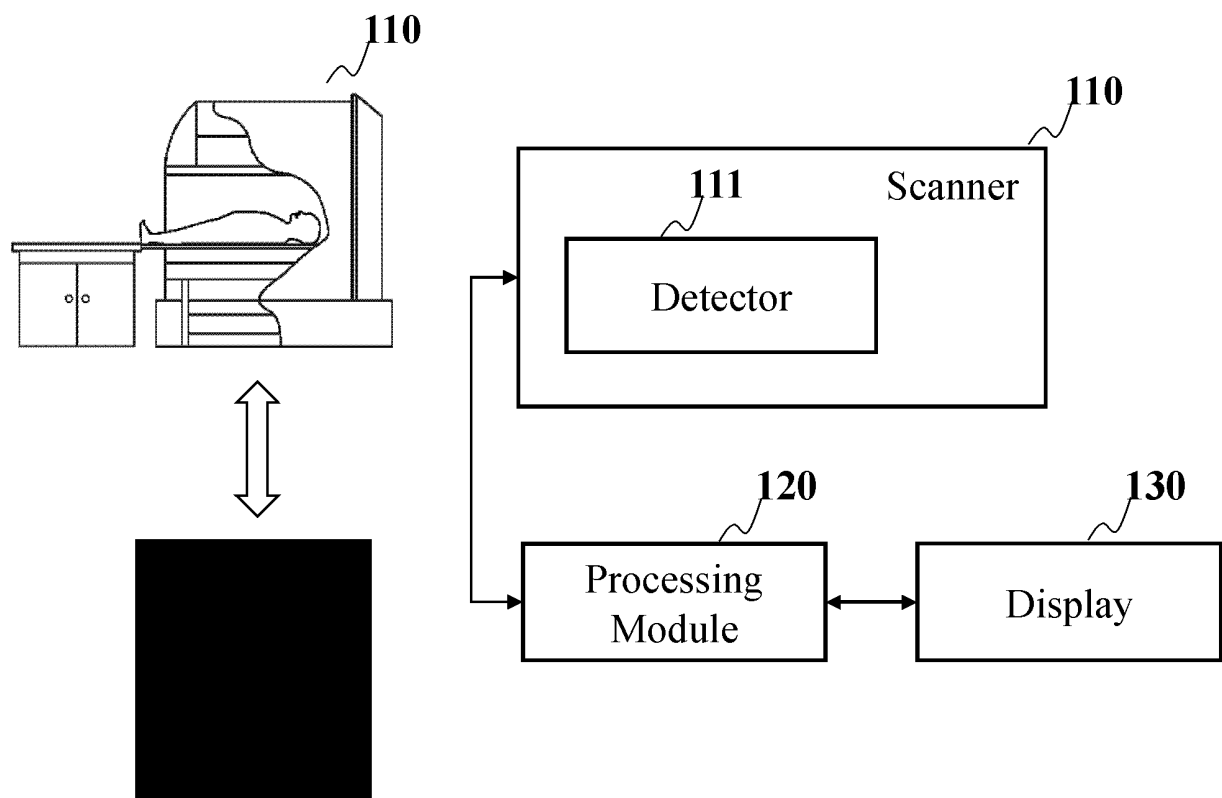 110
110
Scanner
111
Detector
120
130
Processing
Module
Display